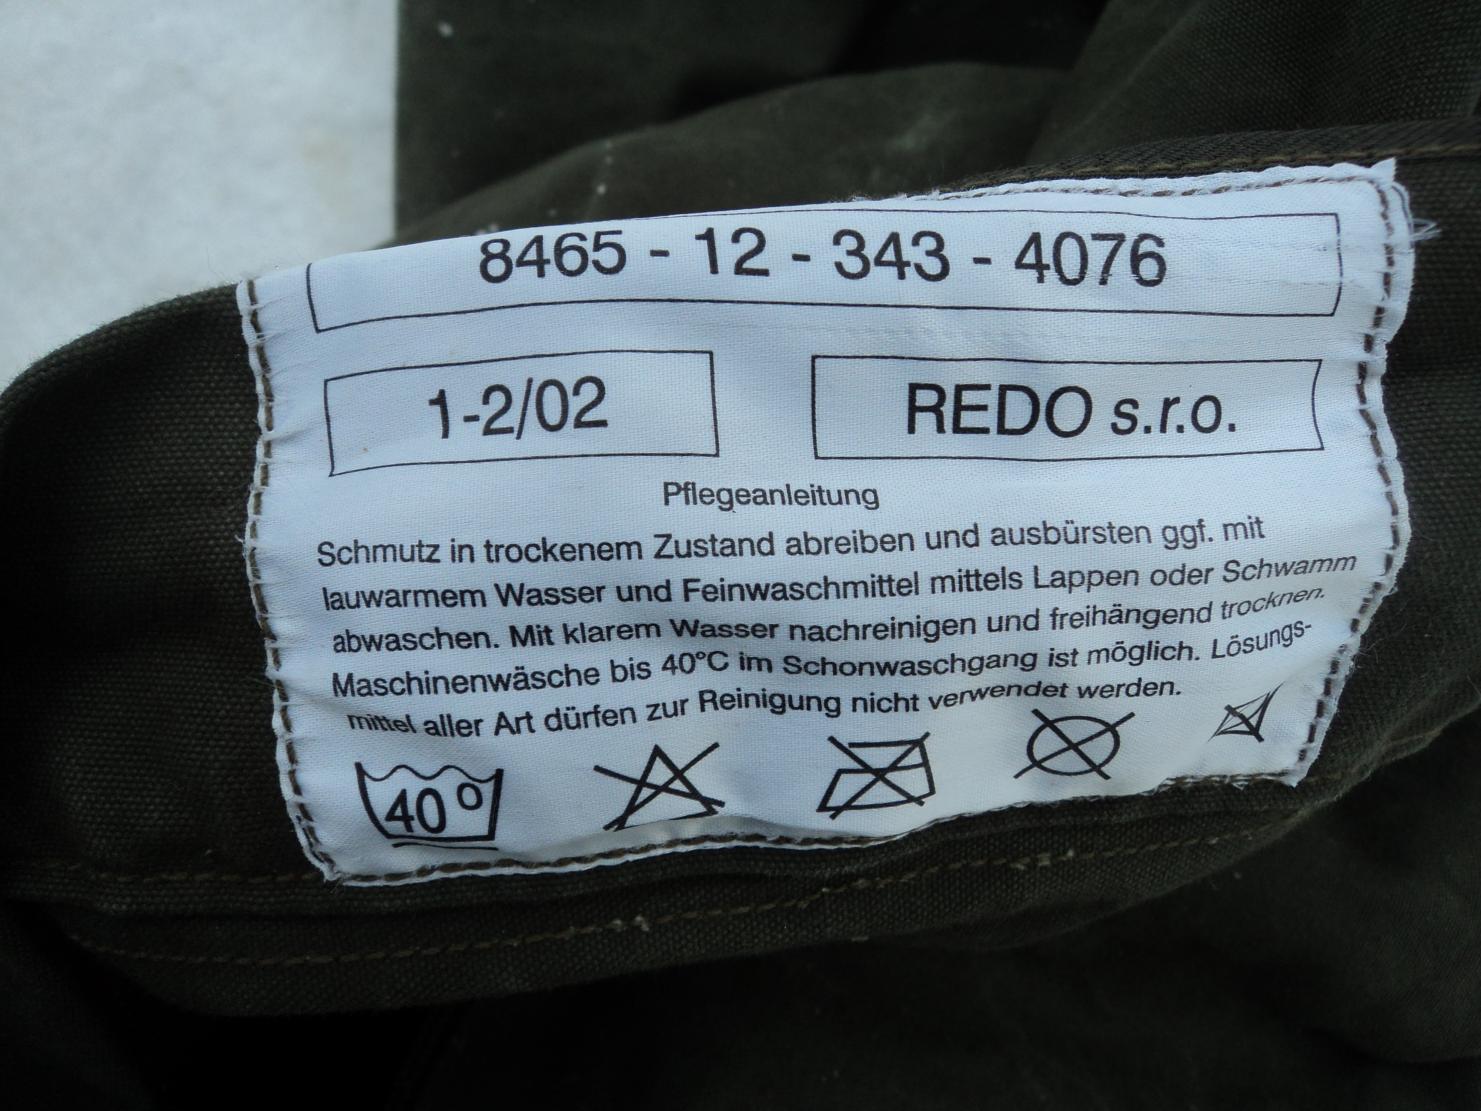 8465 - 12 - 343 - 4076
1-2/02
REDO s.r.o.
Pflegeanleitung
Schmutz in trockenem Zustand abreiben und ausbürsten ggf. mit
lauwarmem Wasser und Feinwaschmittel mittels Lappen oder Schwamm
abwaschen. Mit klarem Wasser nachreinigen und freihängend trocknen.
Maschinenwäsche bis 40°C im Schonwaschgang ist möglich. Lösungs-
mittel aller Art dürfen zur Reinigung nicht verwendet werden.
40°